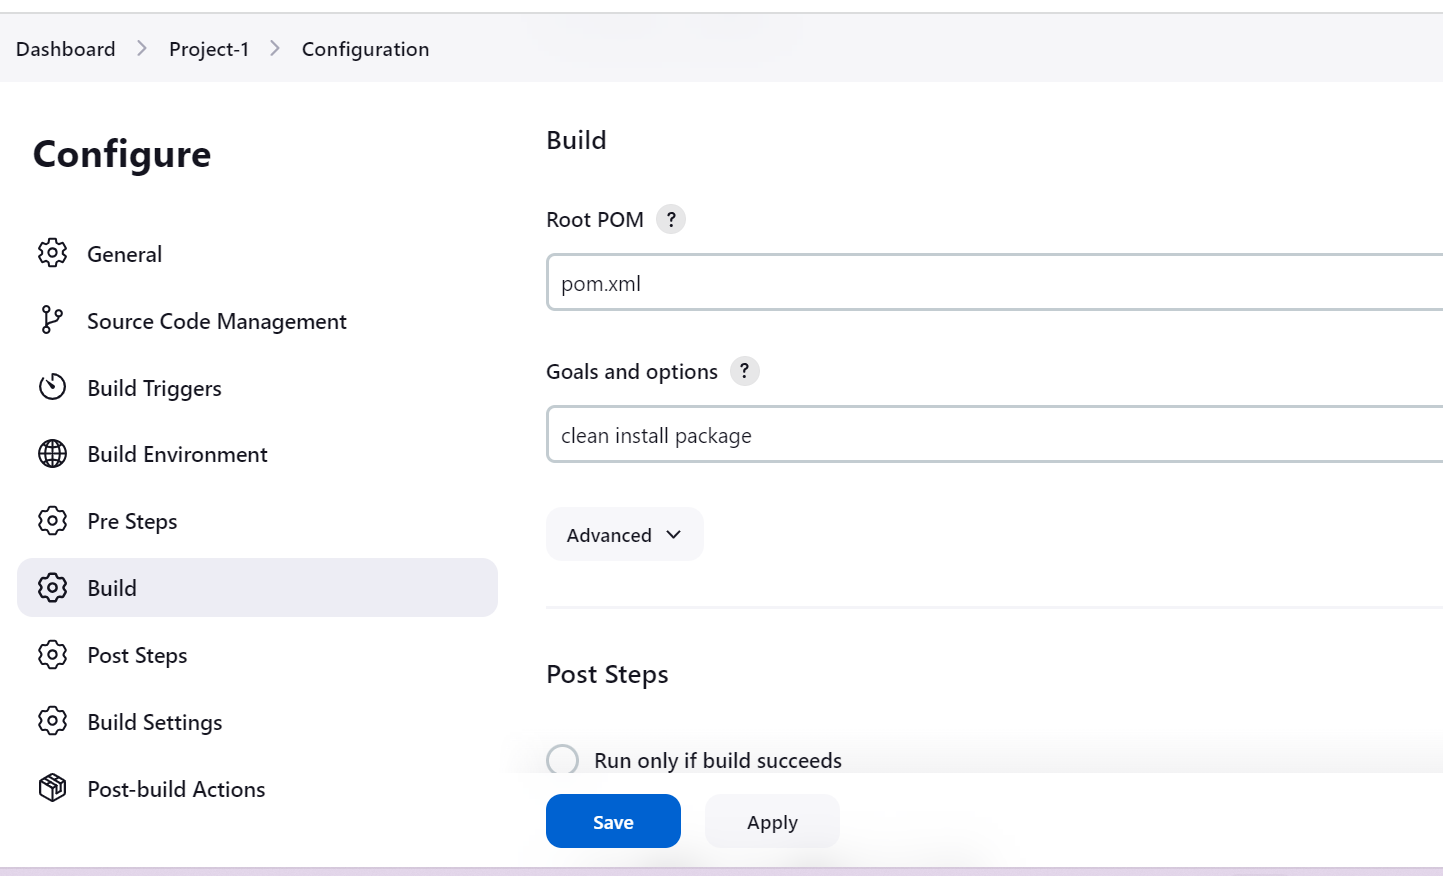 Dashboard > Project-1 > Configuration
Configure
General
Source Code Management
Build Triggers
Build Environment
Pre Steps
Build
Post Steps
Build Settings
Post-build Actions
Build
Root POM ?
pom.xml
Goals and options ?
clean install package
Advanced
Post Steps
Run only if build succeeds
Save
Apply